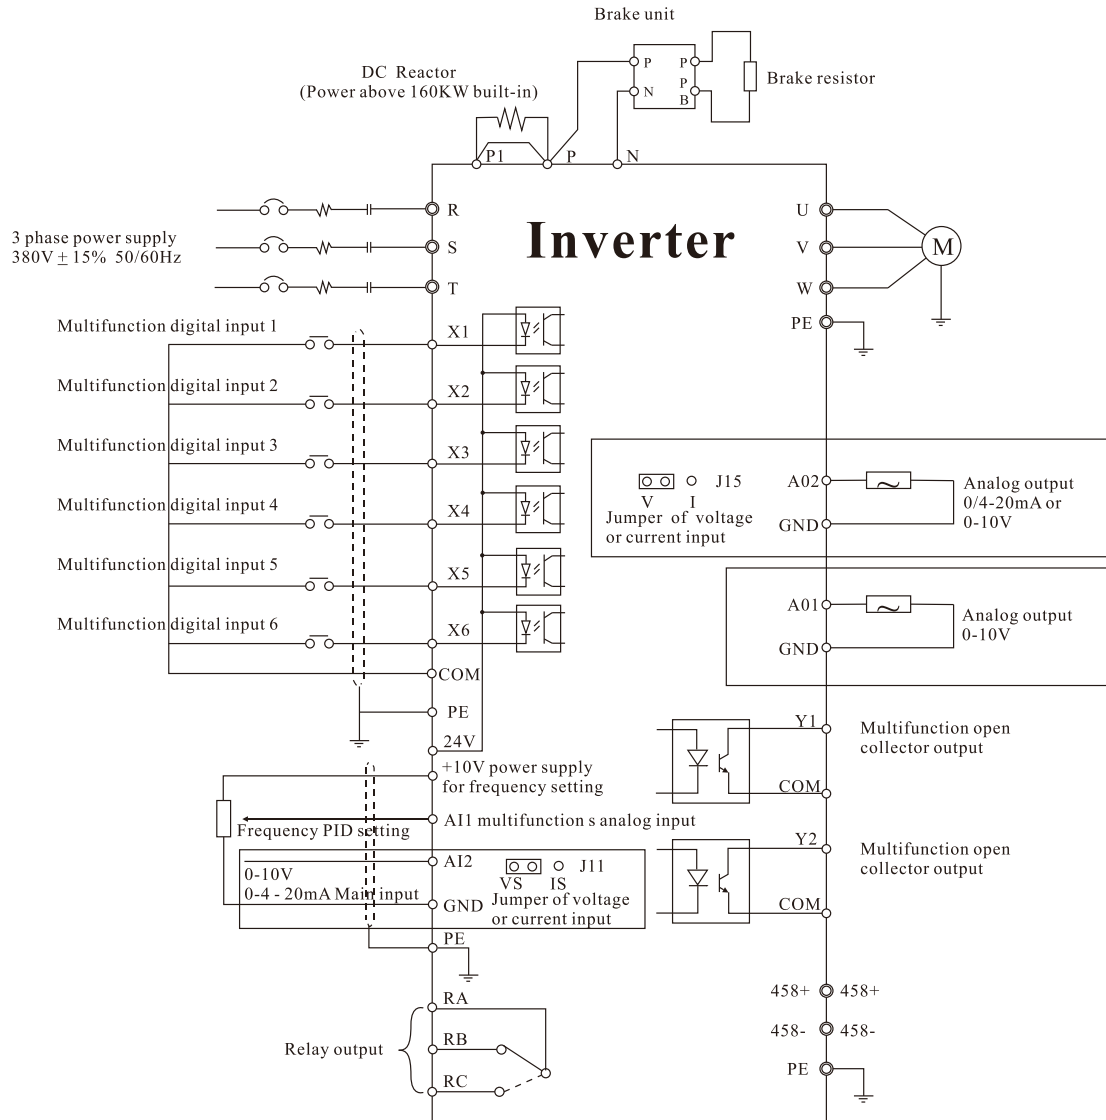 Brake unit
DC Reactor
(Power above 160KW built-in)
P
P
N
P
B
Brake resistor
P1
P
N
Inverter
3 phase power supply
380V ± 15% 50/60Hz
R
S
T
U
V
W
M
PE
Multifunction digital input 1
X1
Multifunction digital input 2
X2
Multifunction digital input 3
X3
Multifunction digital input 4
X4
Multifunction digital input 5
X5
Multifunction digital input 6
X6
COM
PE
24V
+10V power supply
for frequency setting
Frequency PID setting
AI1 multifunction s analog input
AI2
0-10V
0-4 - 20mA Main input
GND
VS IS J11
Jumper of voltage
or current input
PE
RA
RB
RC
Relay output
J15
V I
Jumper of voltage
or current input
A02
GND
Analog output
0/4-20mA or
0-10V
A01
GND
Analog output
0-10V
Y1
COM
Multifunction open
collector output
Y2
COM
Multifunction open
collector output
458+ 458+
458- 458-
PE